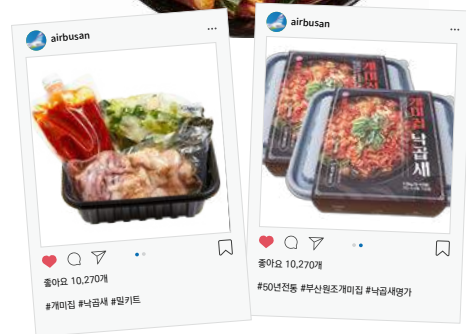 airbusan
좋아요 10,270개
#개미집 #낙곱새 #밀키트
airbusan
개미집
낙곱새
좋아요 10,270개
#50년전통 #부산원조개미집 #낙곱새명가